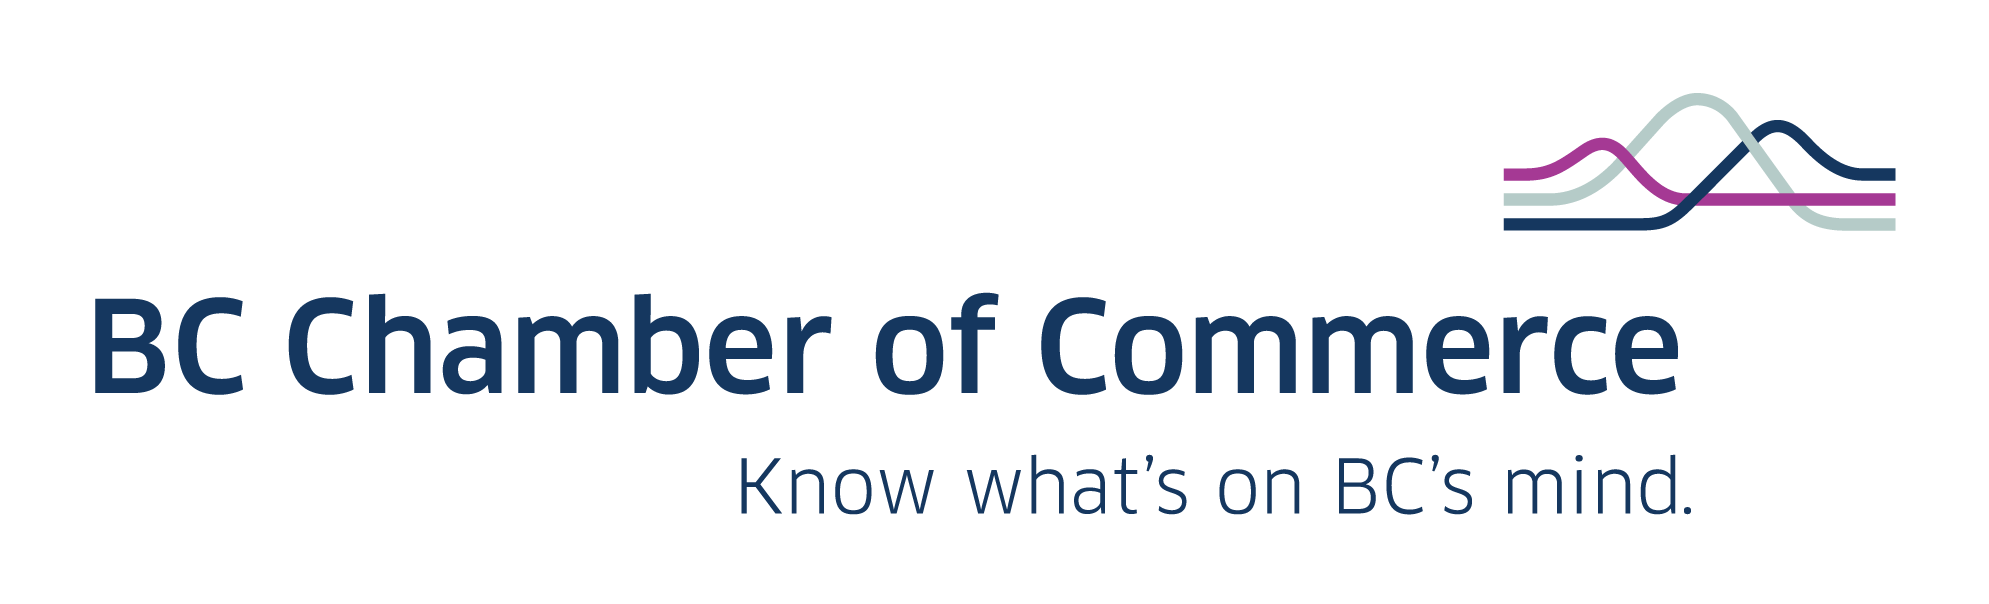 BC Chamber of Commerce
Know what’s on BC’s mind.